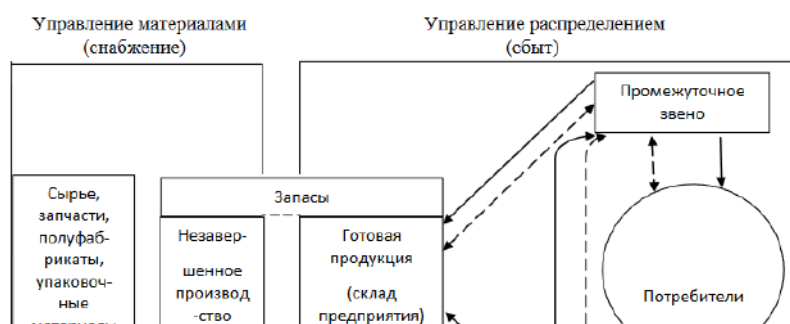 Управление материалами
(снабжение)
Управление распределением
(сбыт)
Промежуточное
звено
Запасы
Сырье,
запчасти,
полуфаб-
рикаты,
упаковоч-
ные
материалы
Незавер-
шенное
производ
-ство
Готовая
продукция
(склад
предприятия)
Потребители